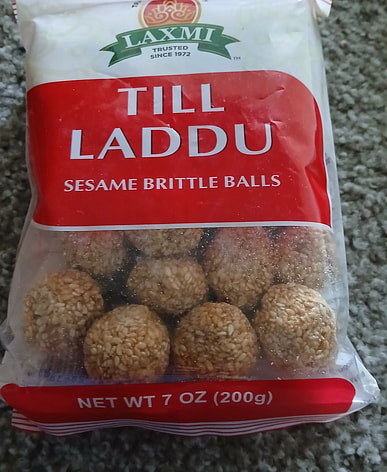 LAXMI
TRUSTED
SINCE 1972
TILL
LADDU
SESAME BRITTLE BALLS
NET WT 7 OZ (200g)